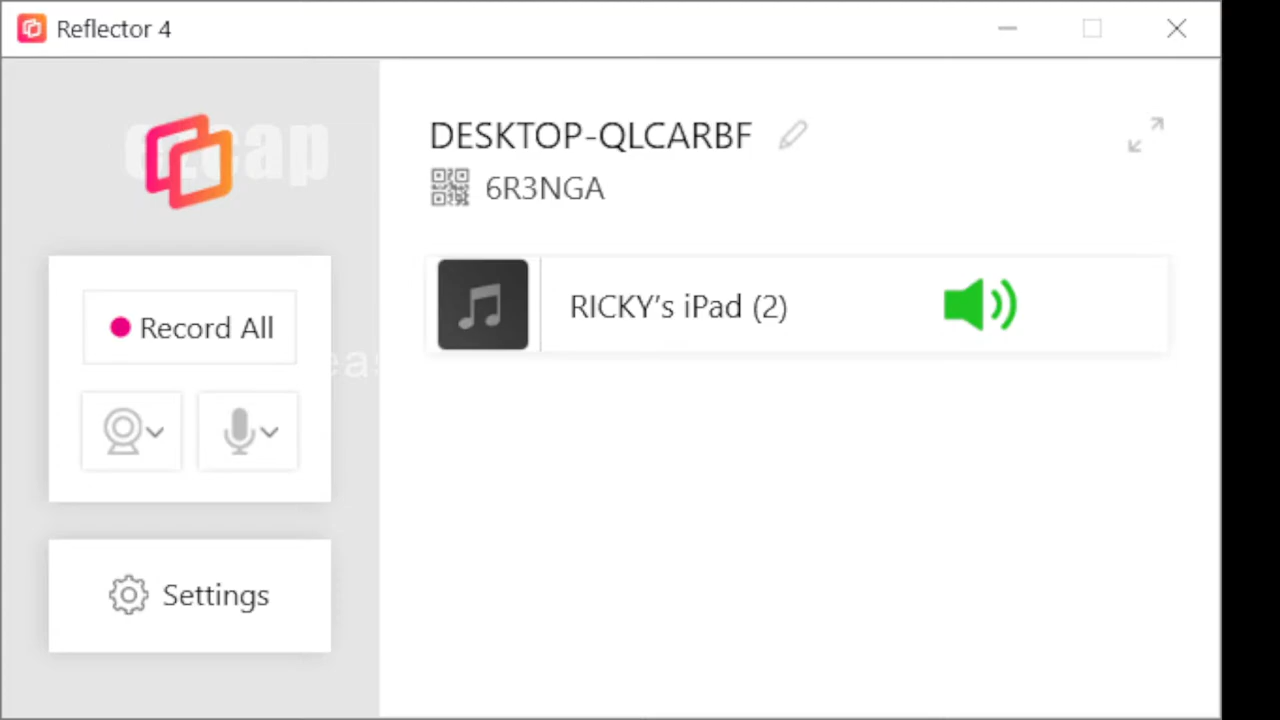 Reflector 4
DESKTOP-QLCARBF
6R3NGA
Record All
RICKY's iPad (2)
Settings